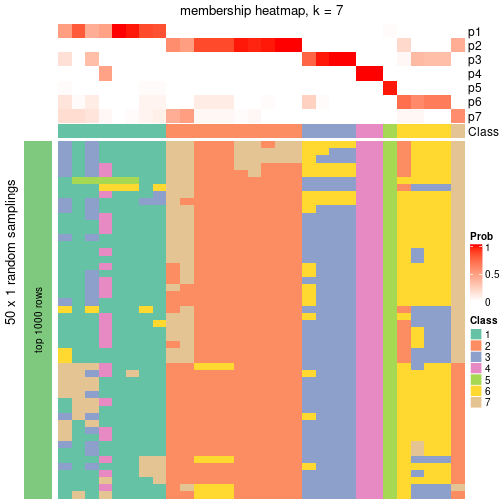 membership heatmap, k = 7
p1
p2
p3
p4
p5
p6
p7
Class
50 x 1 random samplings
top 1000 rows
Prob
1
0.5
0
Class
1
2
3
4
5
6
7